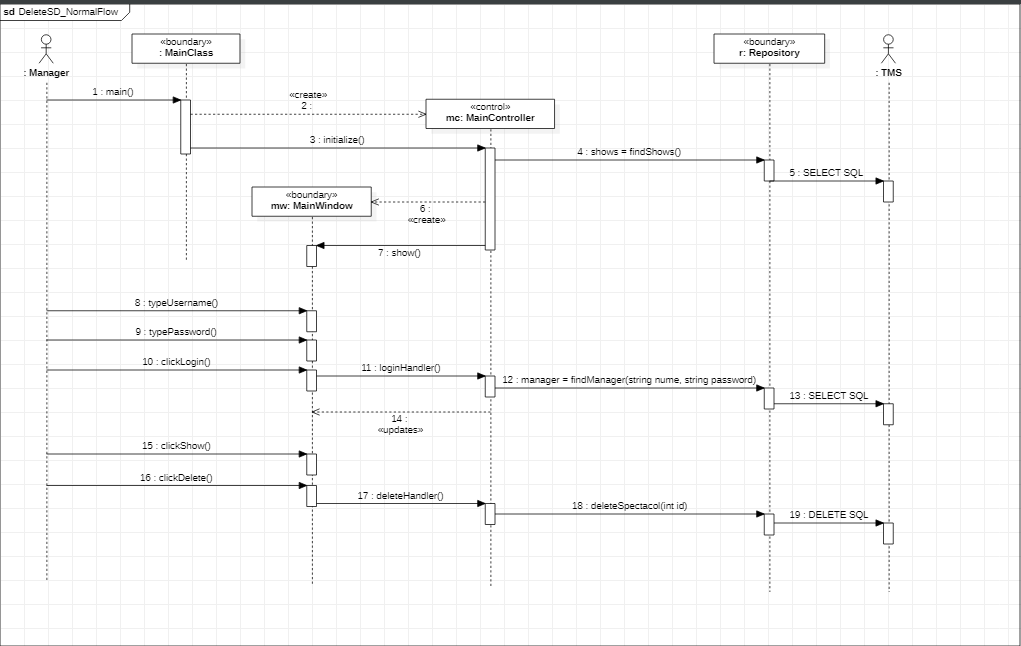 sd DeleteSD_NormalFlow
«boundary»
: MainClass
«boundary»
r: Repository
: Manager
: TMS
1 : main()
«create»
2 :
«control»
mc: MainController
3 : initialize()
4 : shows = findShows()
5 : SELECT SQL
«boundary»
mw: MainWindow
6 :
«create»
7 : show()
8 : typeUsername()
9 : typePassword()
10 : clickLogin()
11 : loginHandler()
12 : manager = findManager(string nume, string password)
13 : SELECT SQL
14 :
«updates»
15 : clickShow()
16 : clickDelete()
17 : deleteHandler()
18 : deleteSpectacol(int id)
19 : DELETE SQL